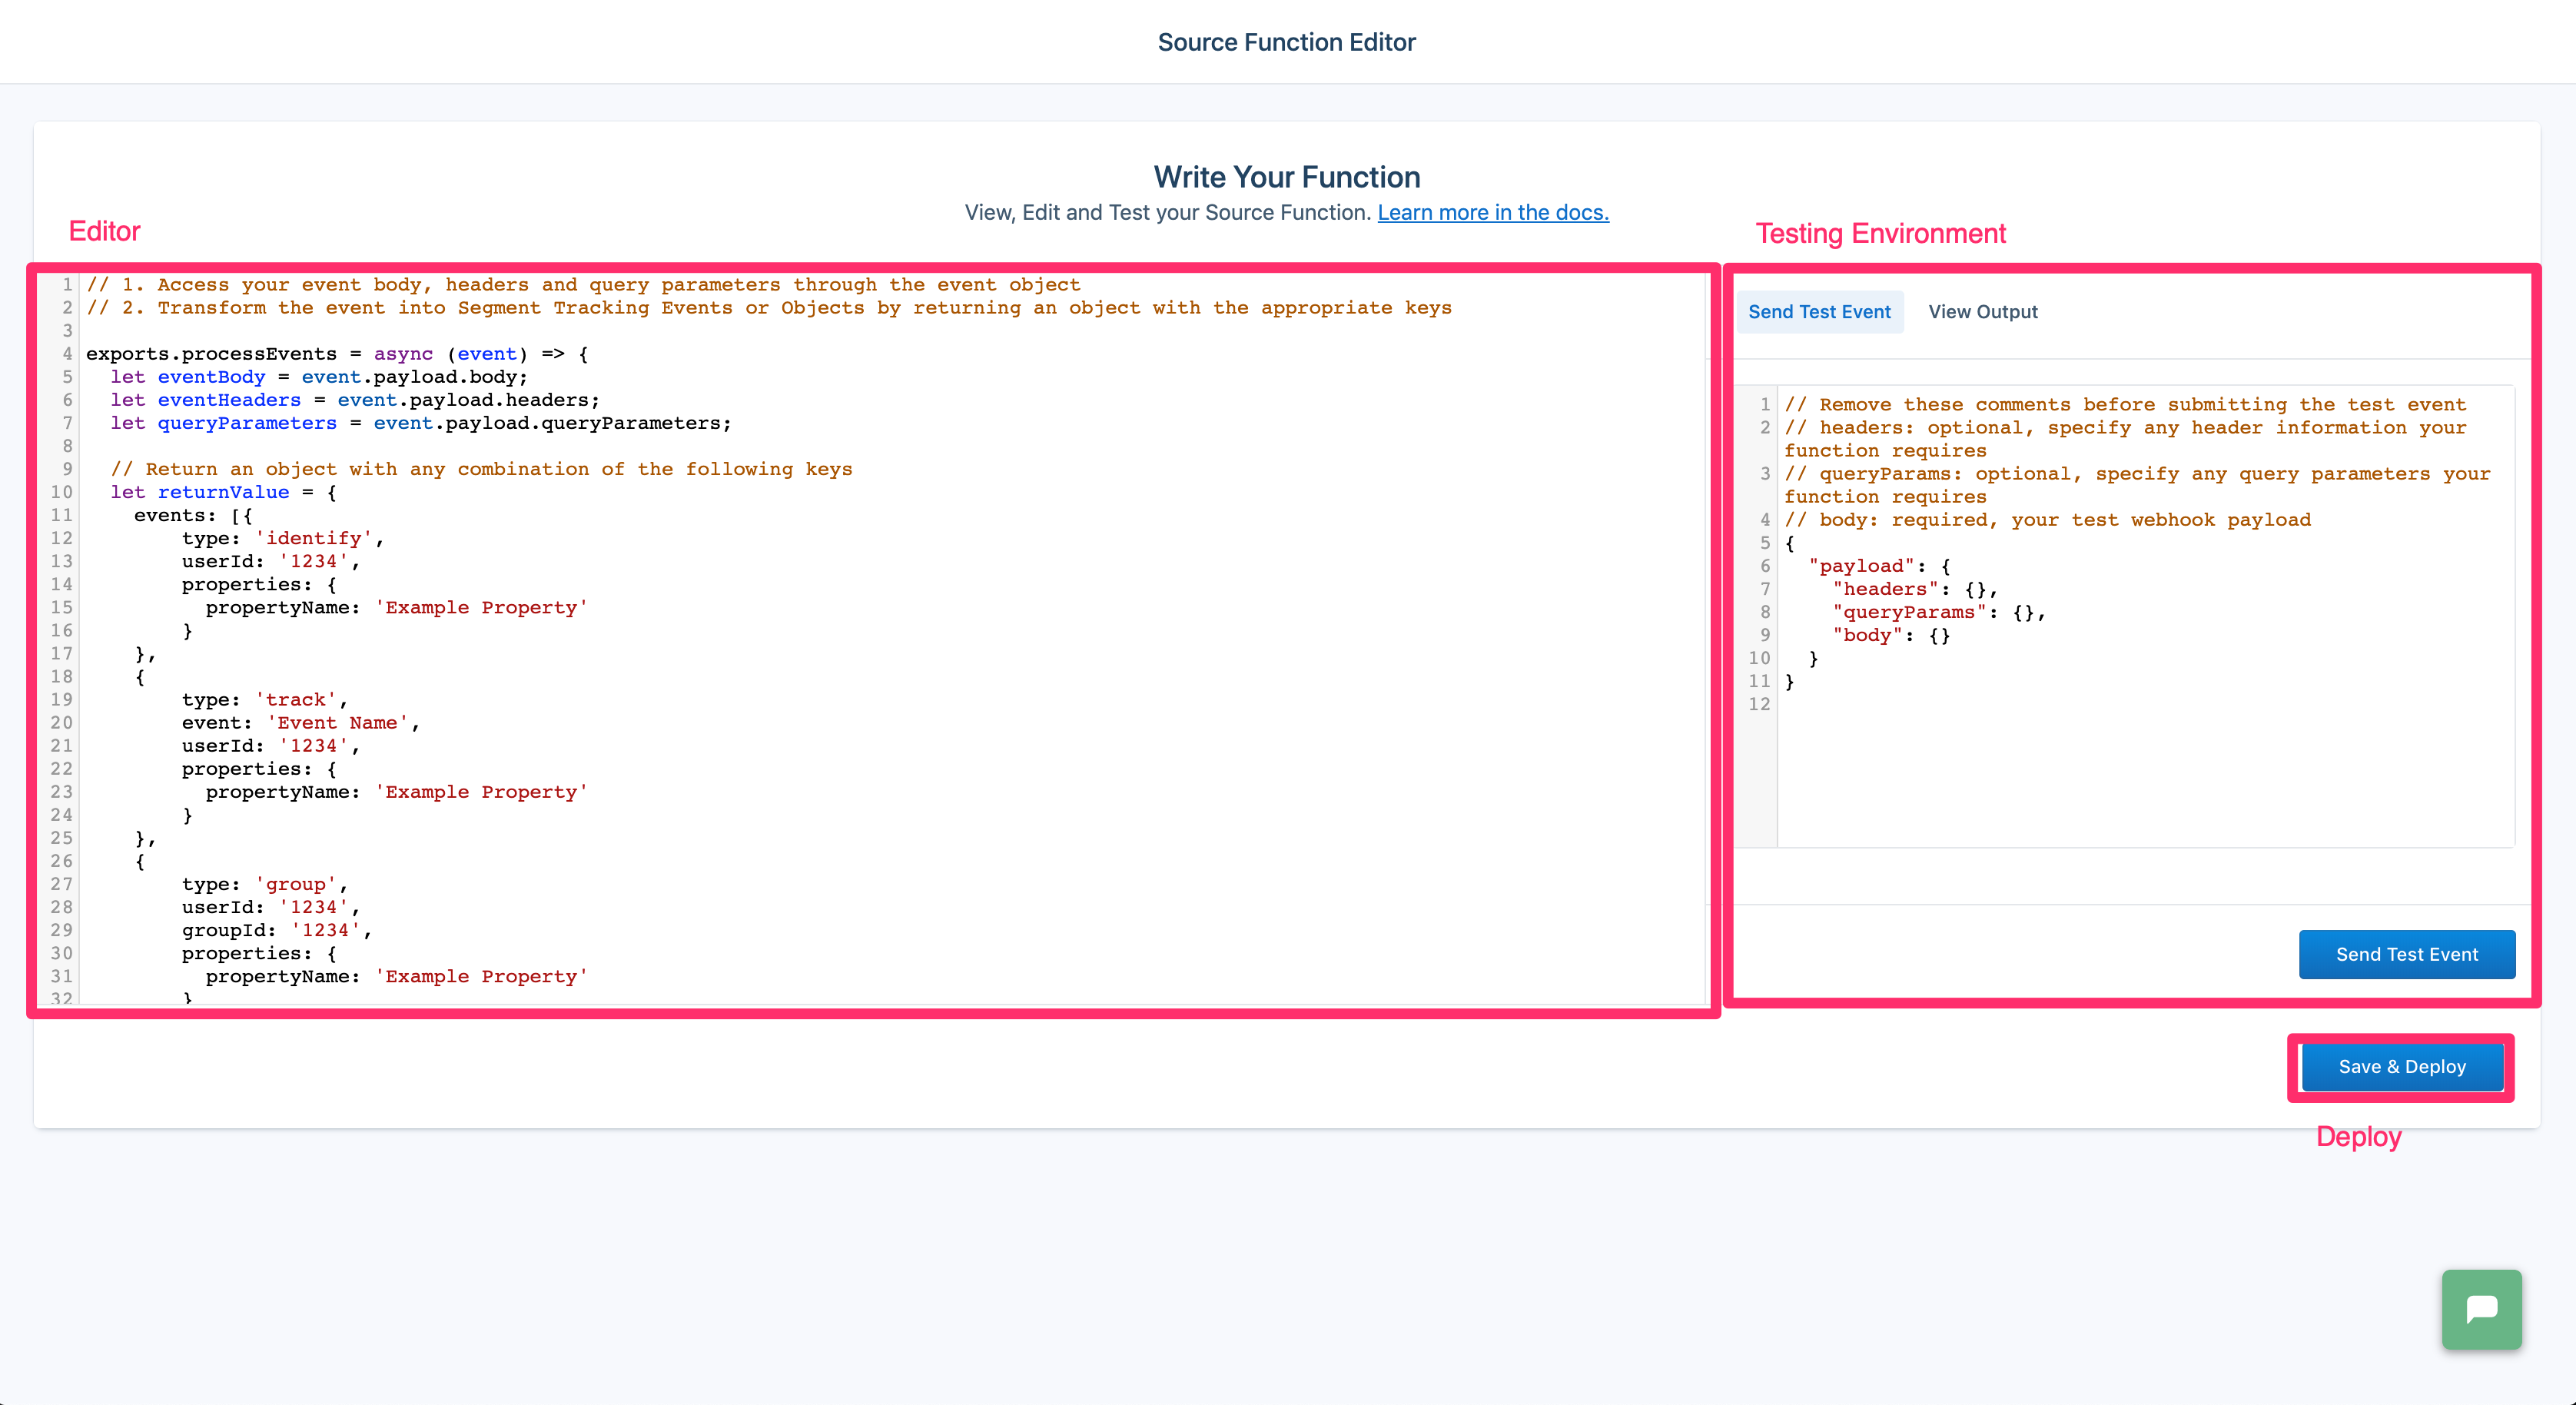 Source Function Editor
Write Your Function
View, Edit and Test your Source Function. Learn more in the docs.
Editor
1 // 1. Access your event body, headers and query parameters through the event object
2 // 2. Transform the event into Segment Tracking Events or Objects by returning an object with the appropriate keys
3
4 exports.processEvents = async (event) => {
5   let eventBody = event.payload.body;
6   let eventHeaders = event.payload.headers;
7   let queryParameters = event.payload.queryParameters;
8
9   // Return an object with any combination of the following keys
10   let returnValue = {
11     events: [{
12         type: 'identify',
13         userId: '1234',
14         properties: {
15           propertyName: 'Example Property'
16         }
17     },
18     {
19         type: 'track',
20         event: 'Event Name',
21         userId: '1234',
22         properties: {
23           propertyName: 'Example Property'
24         }
25     },
26     {
27         type: 'group',
28         userId: '1234',
29         groupId: '1234',
30         properties: {
31           propertyName: 'Example Property'
32         }
Testing Environment
Send Test Event View Output
1 // Remove these comments before submitting the test event
2 // headers: optional, specify any header information your
function requires
3 // queryParams: optional, specify any query parameters your
function requires
4 // body: required, your test webhook payload
5 {
6   "payload": {
7     "headers": {},
8     "queryParams": {},
9     "body": {}
10   }
11 }
12
Send Test Event
Save & Deploy
Deploy